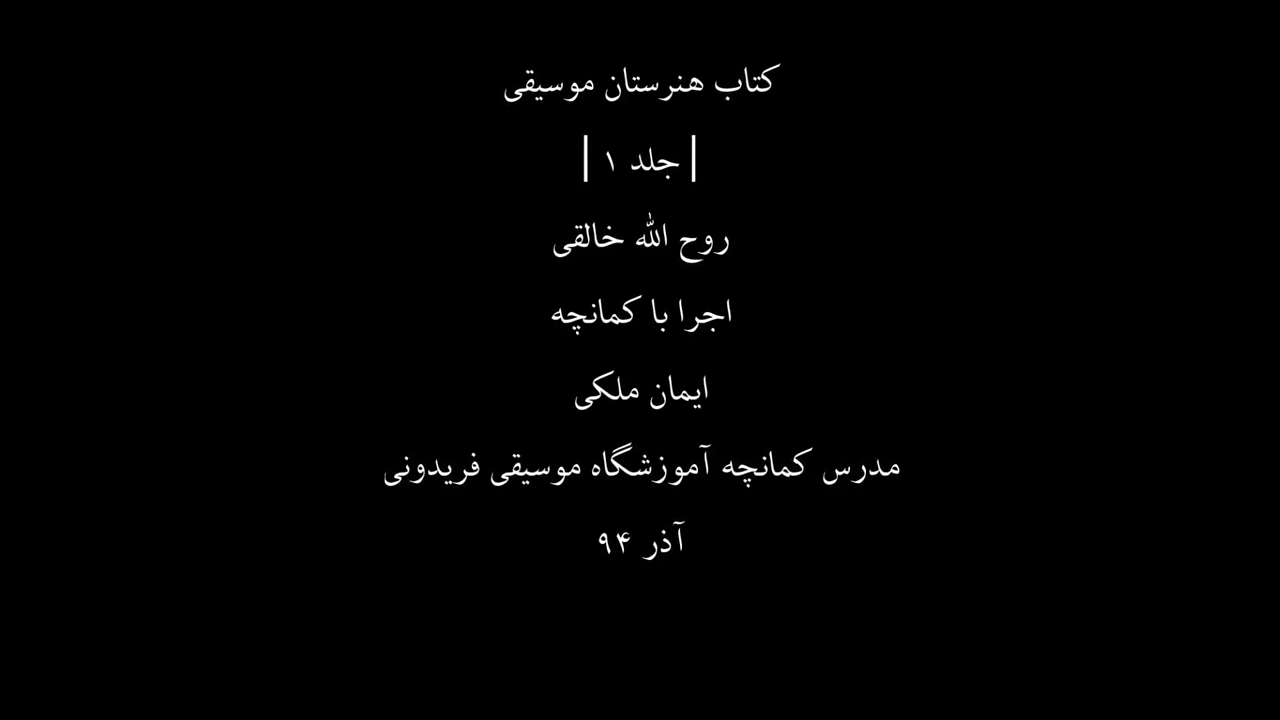 کتاب هنرستان موسیقی
| جلد ۱ |
روح الله خالقی
اجرا با کمانچه
ایمان ملکی
مدرس کمانچه آموزشگاه موسیقی فریدونی
آذر ۹۴